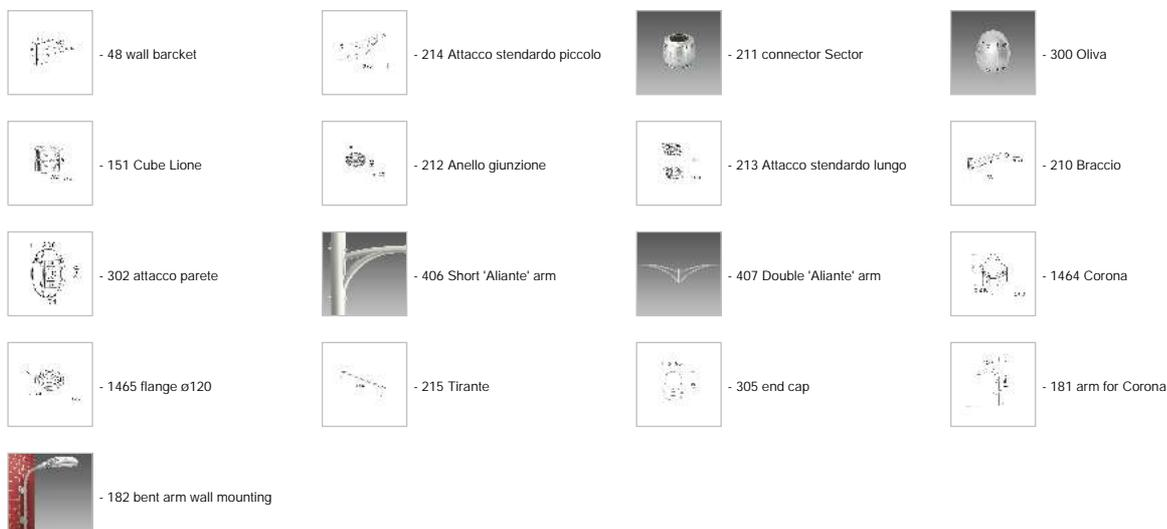 - 48 wall barcket
- 214 Attacco stendardo piccolo
- 211 connector Sector
- 300 Oliva
- 151 Cube Lione
- 212 Anello giunzione
- 213 Attacco stendardo lungo
- 210 Braccio
- 302 attacco parete
- 406 Short 'Aliante' arm
- 407 Double 'Aliante' arm
- 1464 Corona
- 1465 flange ø120
- 215 Tirante
- 305 end cap
- 181 arm for Corona
- 182 bent arm wall mounting